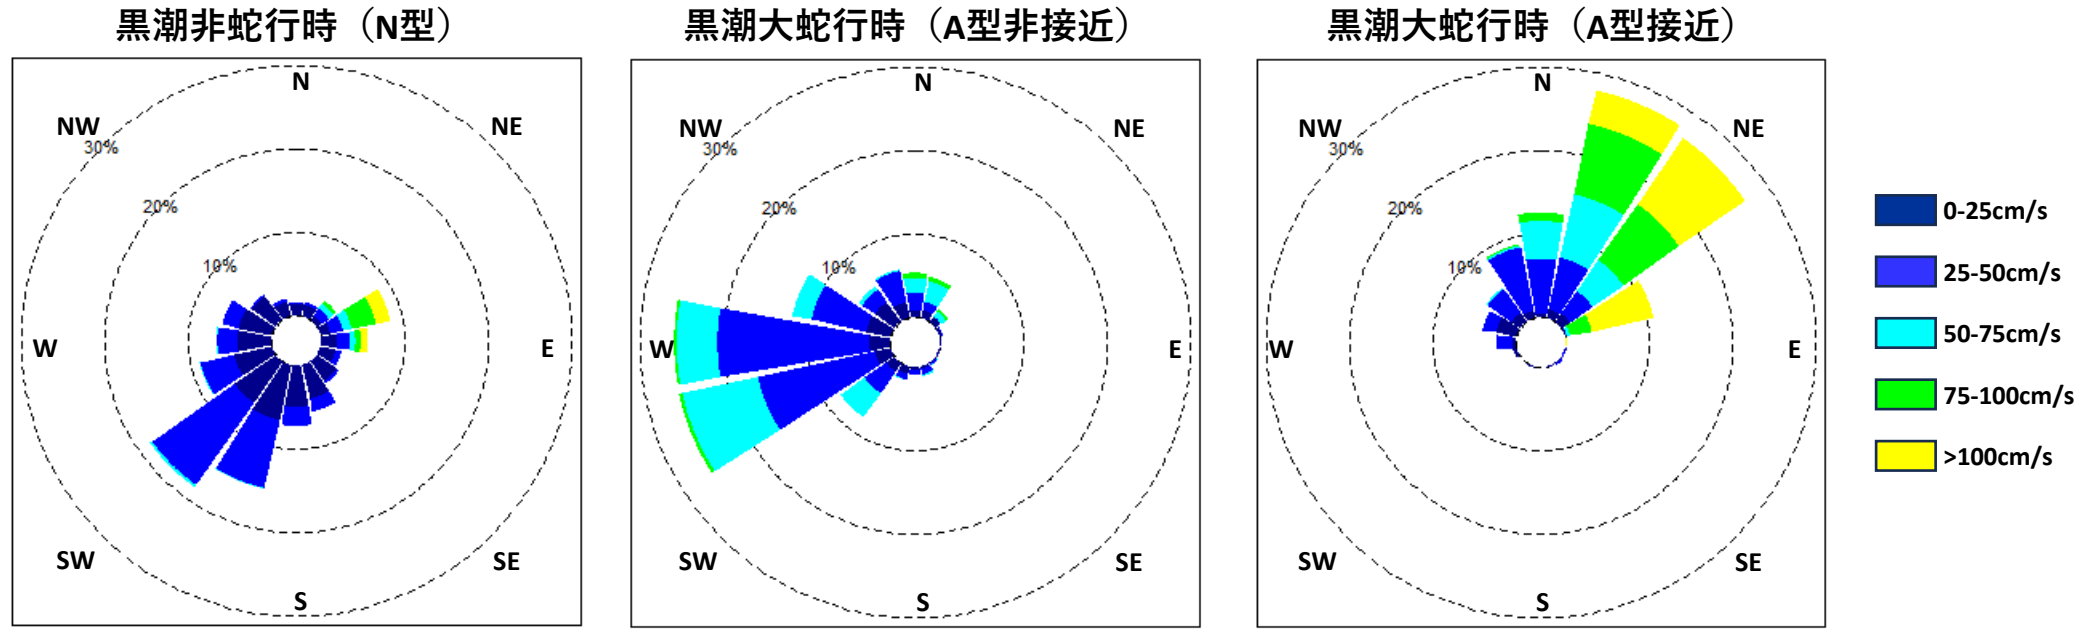 黒潮非蛇行時（N型）
黒潮大蛇行時（A型非接近）
黒潮大蛇行時（A型接近）
N
NW
NE
30%
20%
10%
W
E
SW
SE
S
N
NW
NE
30%
20%
10%
W
E
SW
SE
S
N
NW
NE
30%
20%
10%
W
E
SW
SE
S
0-25cm/s
25-50cm/s
50-75cm/s
75-100cm/s
>100cm/s